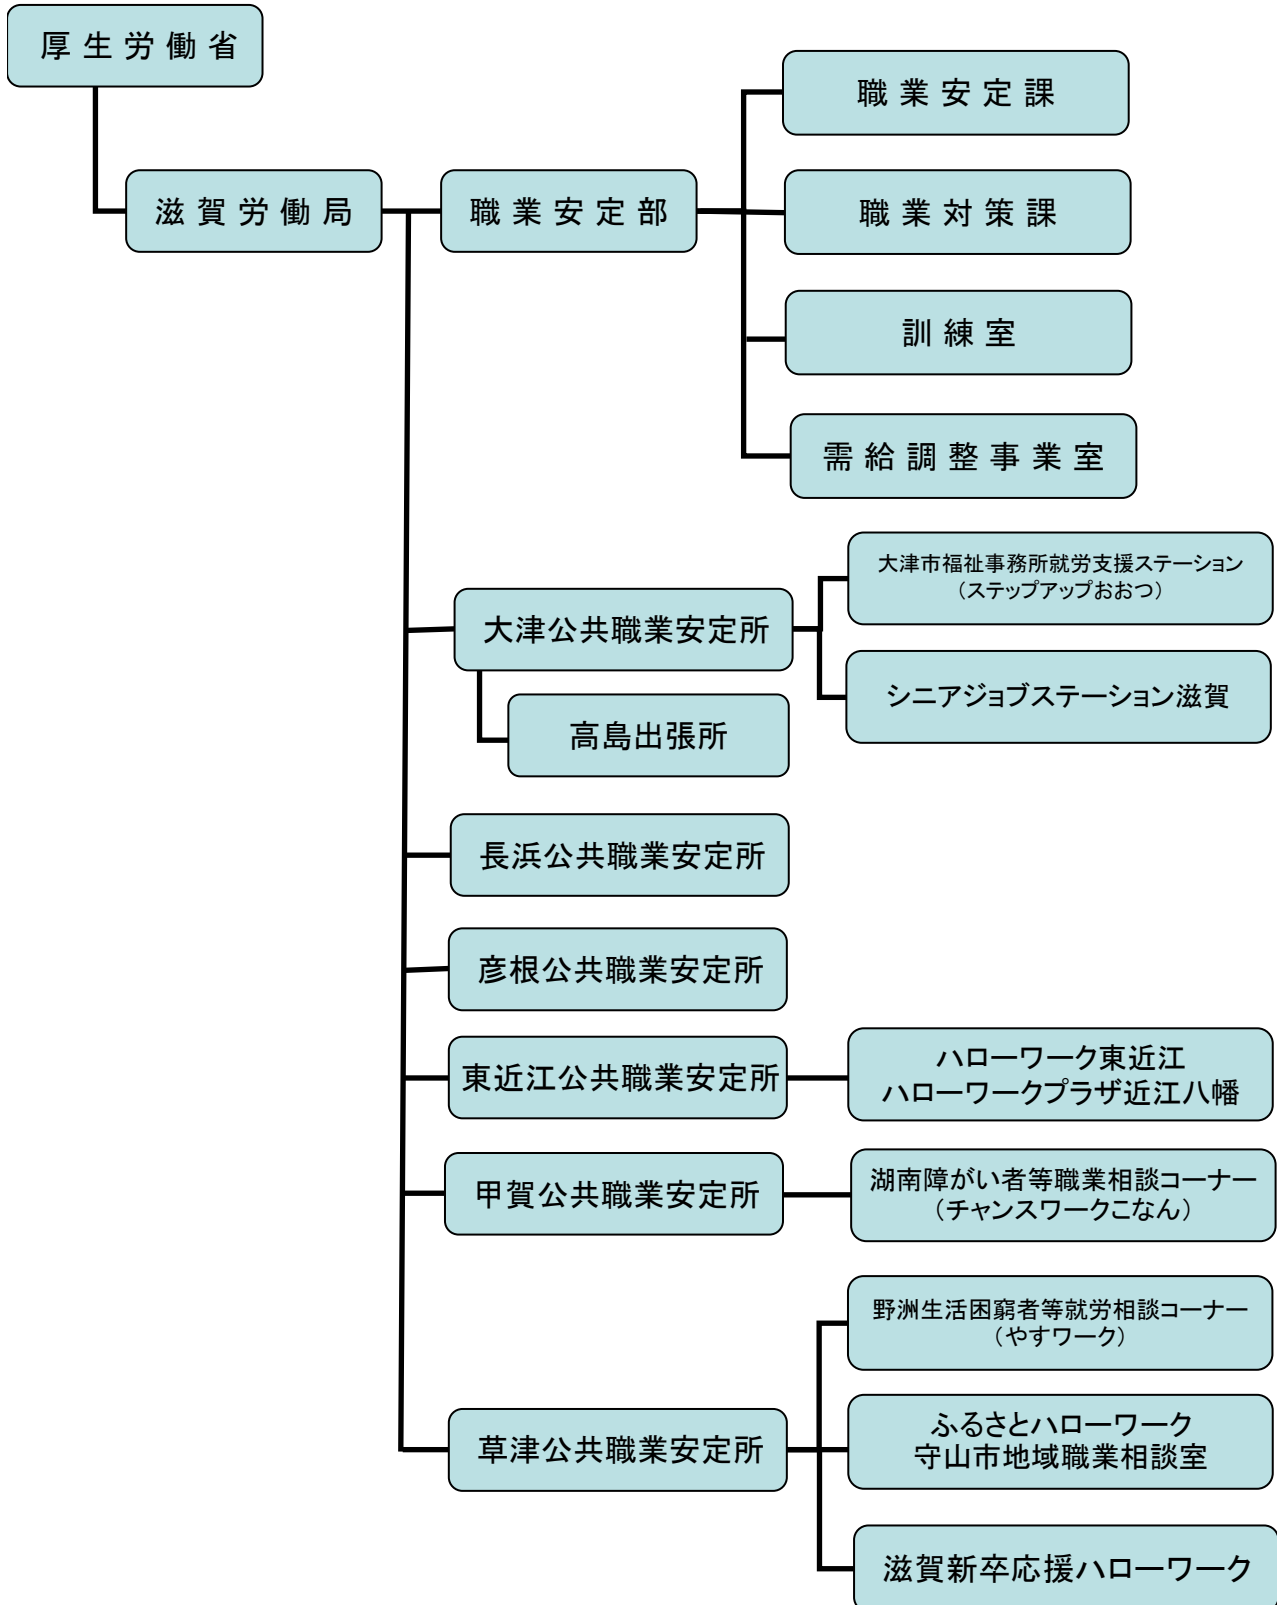 厚生労働省
滋賀労働局
職業安定部
職業安定課
職業対策課
訓練室
需給調整事業室
大津公共職業安定所
大津市福祉事務所就労支援ステーション
（ステップアップおおつ）
シニアジョブステーション滋賀
高島出張所
長浜公共職業安定所
彦根公共職業安定所
東近江公共職業安定所
ハローワーク東近江
ハローワークプラザ近江八幡
甲賀公共職業安定所
湖南障がい者等職業相談コーナー
（チャンスワークこなん）
草津公共職業安定所
野洲生活困窮者等就労相談コーナー
（やすワーク）
ふるさとハローワーク
守山市地域職業相談室
滋賀新卒応援ハローワーク